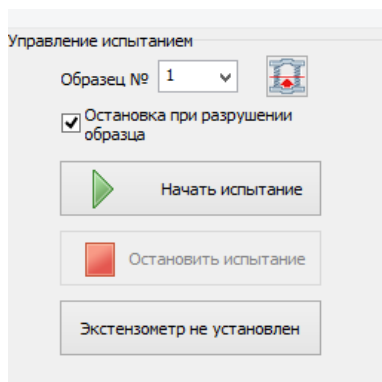 Управление испытанием
Образец № 1
Остановка при разрушении
образца
Начать испытание
Остановить испытание
Экстензометр не установлен